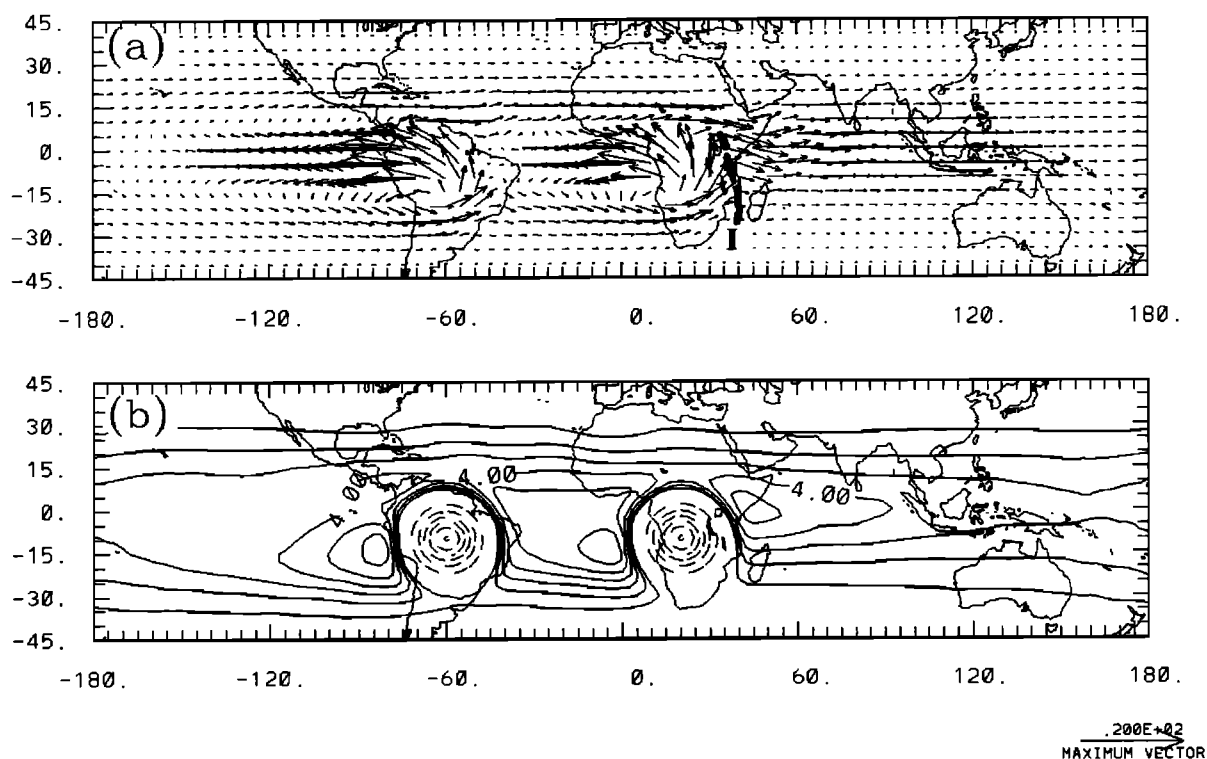 45.
(a)
30.
15.
0.
-15.
-30.
I
-45.
-180. -120. -60. 0. 60. 120. 180.
45.
(b)
30.
15.
4.00 4.00 4.00
0.
-15.
-30.
-45.
-180. -120. -60. 0. 60. 120. 180.
.200E+02
MAXIMUM VECTOR